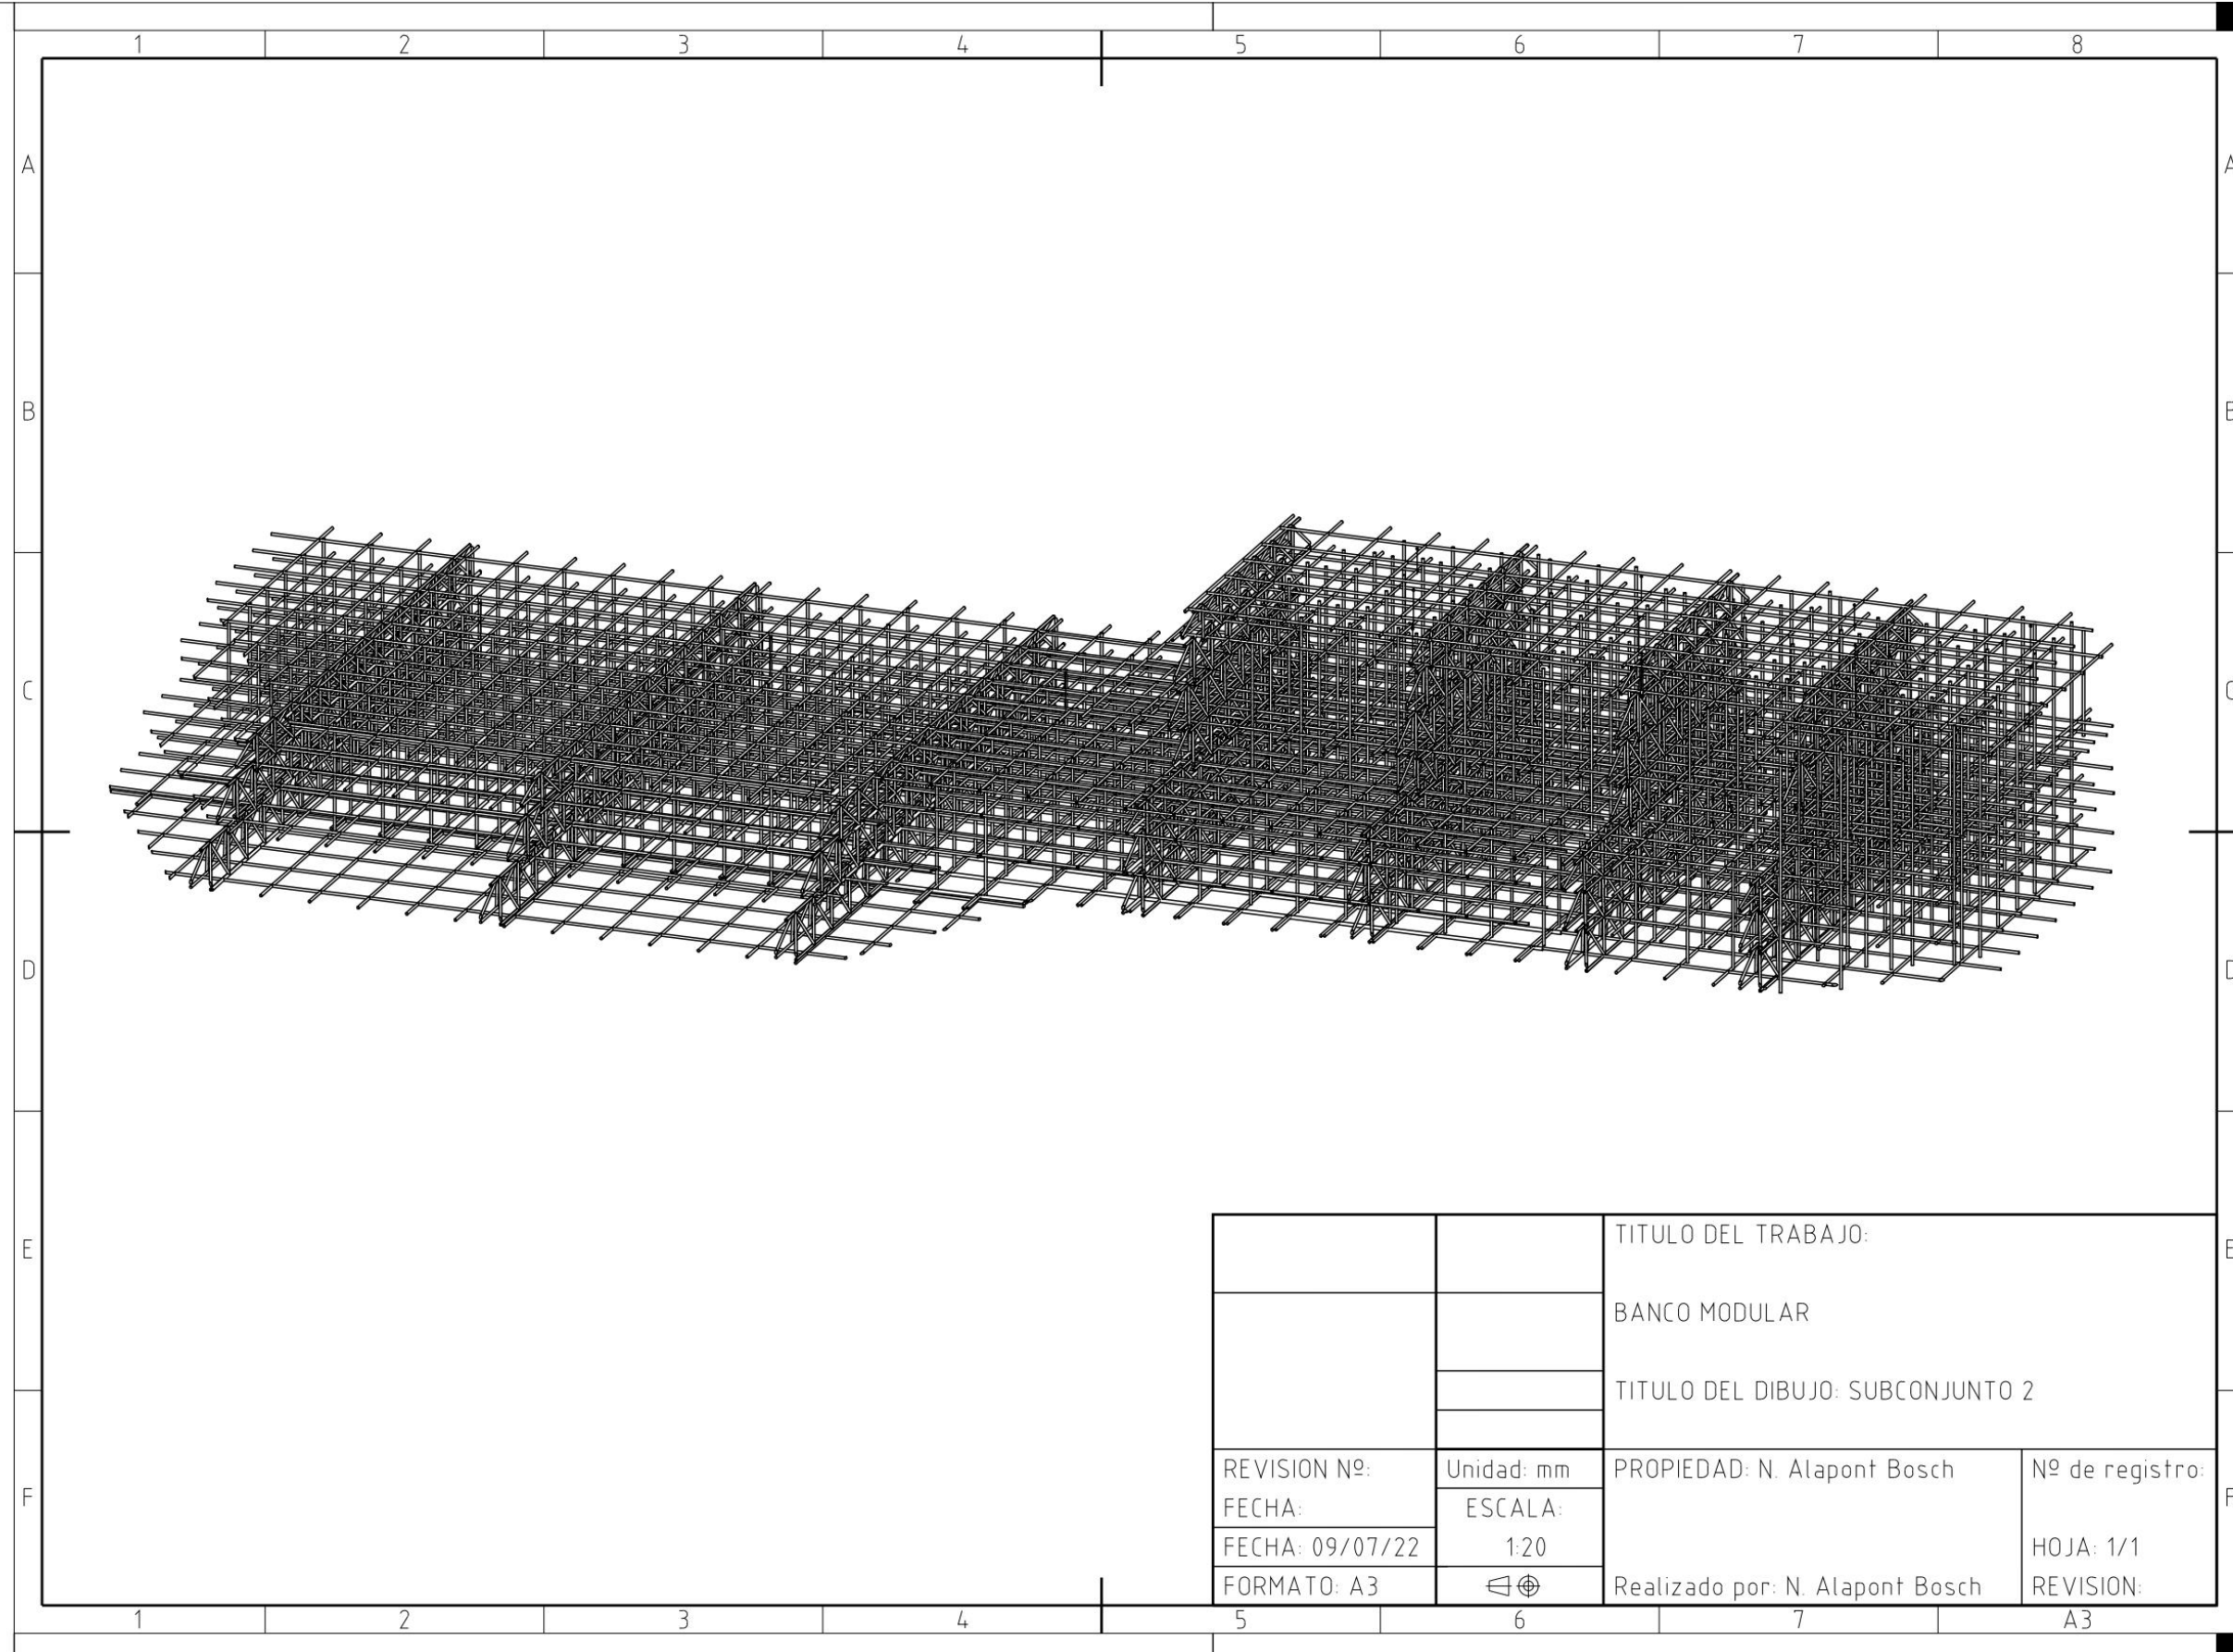 1 2 3 4 5 6 7 8
A A
B B
C C
D D
E E
F F
TITULO DEL TRABAJO:
BANCO MODULAR
TITULO DEL DIBUJO: SUBCONJUNTO 2
REVISION Nº: Unidad: mm PROPIEDAD: N. Alapont Bosch Nº de registro:
FECHA: ESCALA:
FECHA: 09/07/22 1:20 HOJA: 1/1
FORMATO: A3 Realizado por: N. Alapont Bosch REVISION:
1 2 3 4 5 6 7 A3